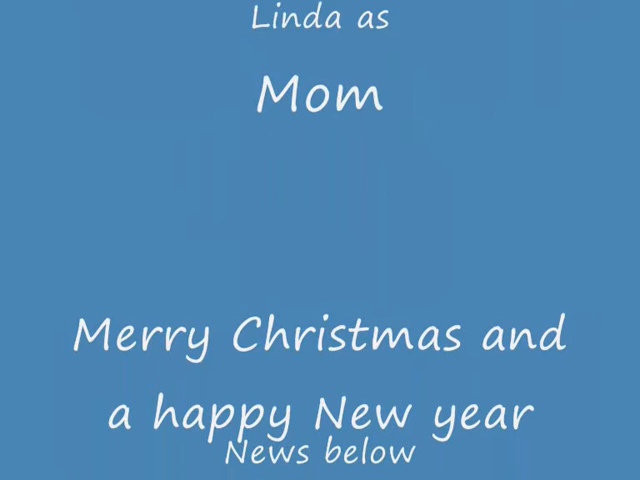 Linda as
Mom
Merry Christmas and
a happy New year
News below